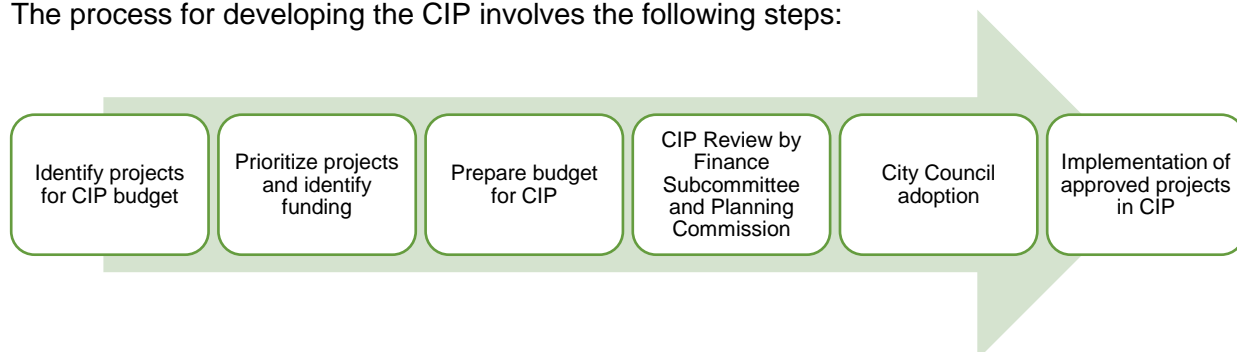 The process for developing the CIP involves the following steps:
Identify projects
for CIP budget
Prioritize projects
and identify
funding
Prepare budget
for CIP
CIP Review by
Finance
Subcommittee
and Planning
Commission
City Council
adoption
Implementation of
approved projects
in CIP